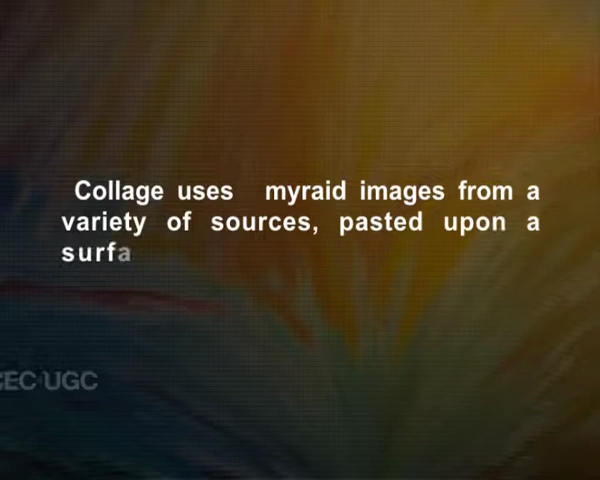 Collage uses myraid images from a
variety of sources, pasted upon a
surfa
CEC UGC